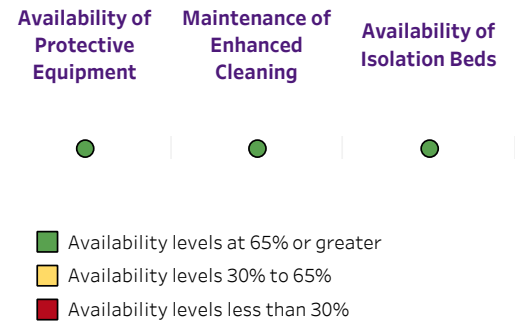 Availability of
Protective
Equipment
Maintenance of
Enhanced
Cleaning
Availability of
Isolation Beds
Availability levels at 65% or greater
Availability levels 30% to 65%
Availability levels less than 30%